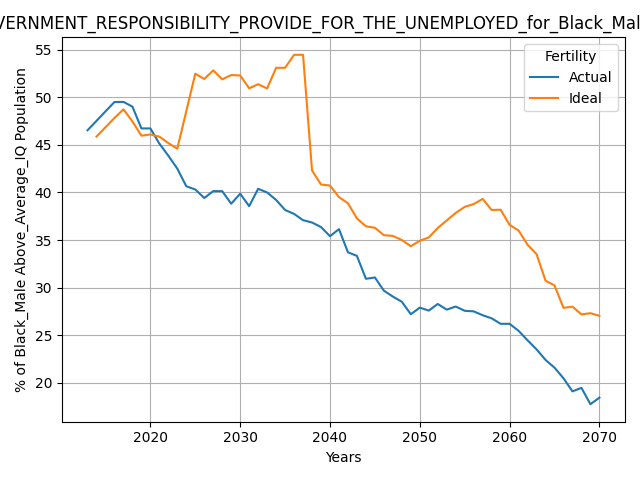 VERNMENT_RESPONSIBILITY_PROVIDE_FOR_THE_UNEMPLOYED_for_Black_Mal
Fertility
Actual
Ideal
% of Black_Male Above_Average_IQ Population
55
50
45
40
35
30
25
20
2020 2030 2040 2050 2060 2070
Years